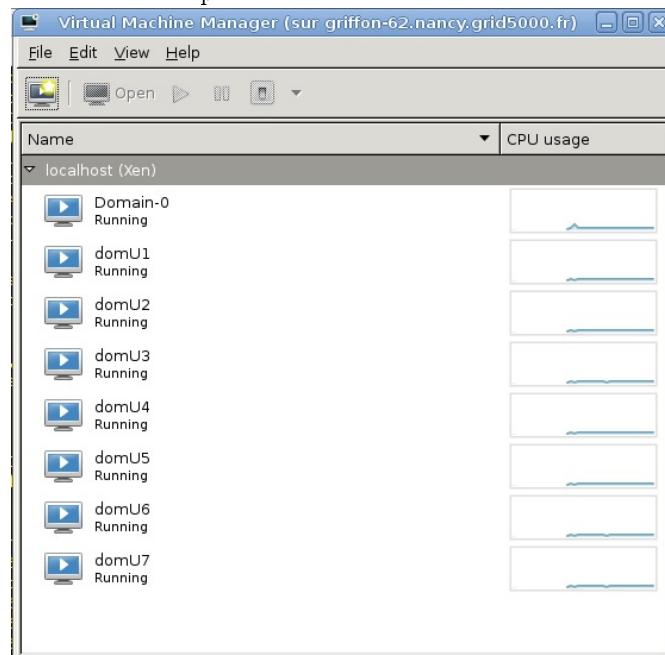 Virtual Machine Manager (sur griffon-62.nancy.grid5000.fr)
File Edit View Help
Open
Name CPU usage
localhost (Xen)
Domain-0
Running
domU1
Running
domU2
Running
domU3
Running
domU4
Running
domU5
Running
domU6
Running
domU7
Running